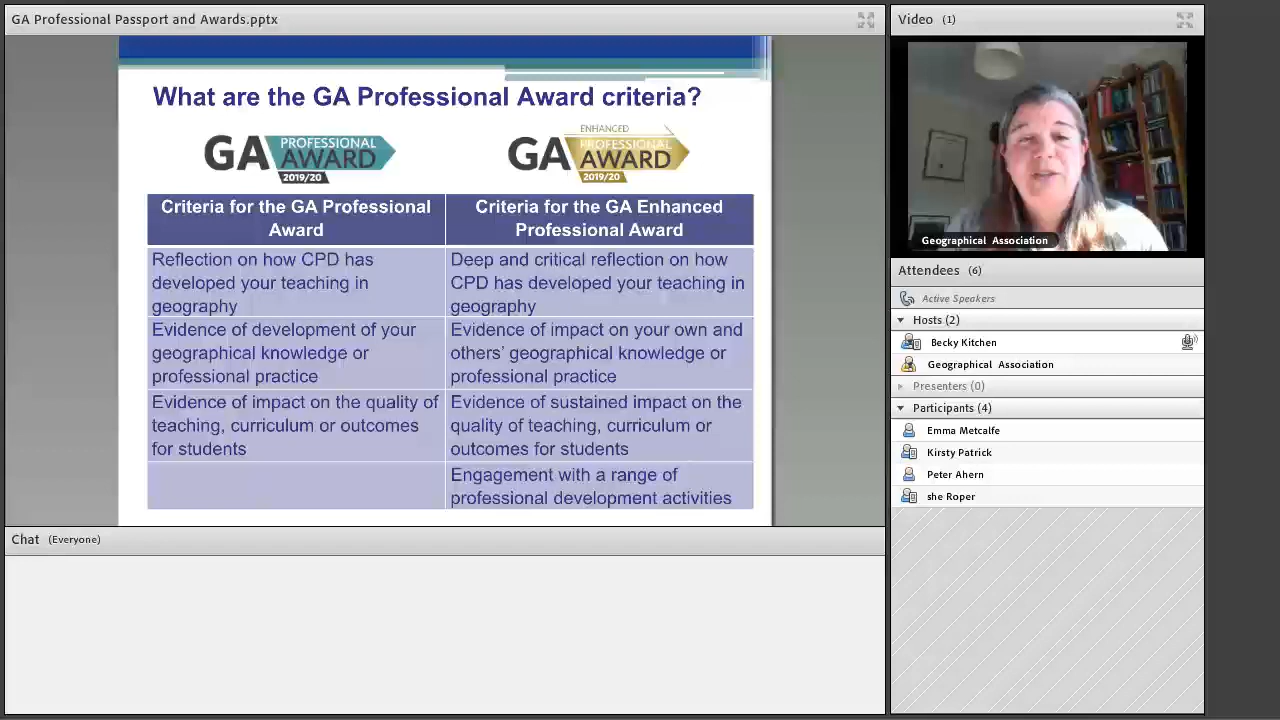 GA Professional Passport and Awards.pptx
What are the GA Professional Award criteria?
GA PROFESSIONAL AWARD
2019/20
ENHANCED
GA PROFESSIONAL AWARD
2019/20
Criteria for the GA Professional
Award
Criteria for the GA Enhanced
Professional Award
Reflection on how CPD has
developed your teaching in
geography
Deep and critical reflection on how
CPD has developed your teaching in
geography
Evidence of development of your
geographical knowledge or
professional practice
Evidence of impact on your own and
others’ geographical knowledge or
professional practice
Evidence of impact on the quality of
teaching, curriculum or outcomes
for students
Evidence of sustained impact on the
quality of teaching, curriculum or
outcomes for students
Engagement with a range of
professional development activities
Chat (Everyone)
Video (1)
Geographical Association
Attendees (6)
Active Speakers
Hosts (2)
Becky Kitchen
Geographical Association
Presenters (0)
Participants (4)
Emma Metcalfe
Kirsty Patrick
Peter Ahern
she Roper